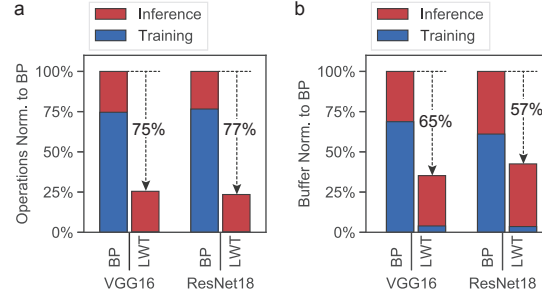 a
Inference
Training
Operations Norm. to BP
100%
75%
50%
25%
0%
75%
77%
BP
LWT
BP
LWT
VGG16
ResNet18
b
Inference
Training
Buffer Norm. to BP
100%
75%
50%
25%
0%
65%
57%
BP
LWT
BP
LWT
VGG16
ResNet18